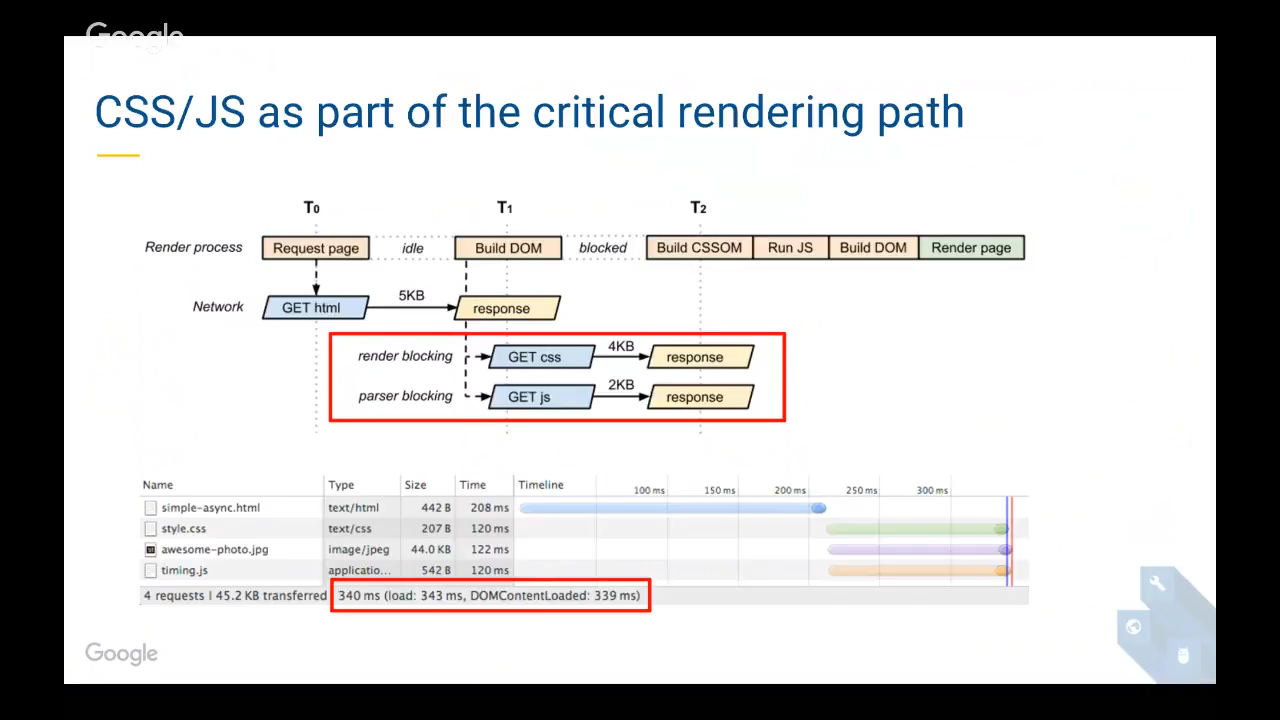 Google
CSS/JS as part of the critical rendering path
T0 T1 T2
Render process Request page idle Build DOM blocked Build CSSOM Run JS Build DOM Render page
Network GET html 5KB response
render blocking GET css 4KB response
parser blocking GET js 2KB response
Name Type Size Time Timeline 100 ms 150 ms 200 ms 250 ms 300 ms
simple-async.html text/html 442 B 208 ms
style.css text/css 207 B 120 ms
awesome-photo.jpg image/jpeg 44.0 KB 122 ms
timing.js applicatio... 542 B 120 ms
4 requests | 45.2 KB transferred 340 ms (load: 343 ms, DOMContentLoaded: 339 ms)
Google